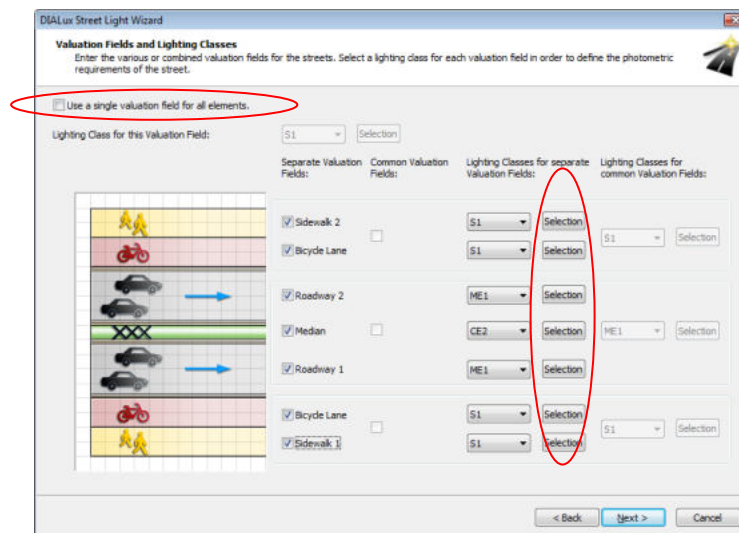 DIALux Street Light Wizard
Valuation Fields and Lighting Classes
Enter the various or combined valuation fields for the streets. Select a lighting class for each valuation field in order to define the photometric
requirements of the street.
Use a single valuation field for all elements.
Lighting Class for this Valuation Field:
S1
Selection
Separate Valuation Fields:
Common Valuation Fields:
Lighting Classes for separate Valuation Fields:
Lighting Classes for common Valuation Fields:
Sidewalk 2
S1
Selection
Bicycle Lane
S1
Selection
S1
Selection
Roadway 2
ME1
Selection
Median
CE2
Selection
ME1
Selection
Roadway 1
ME1
Selection
Bicycle Lane
S1
Selection
Sidewalk 1
S1
Selection
S1
Selection
< Back
Next >
Cancel